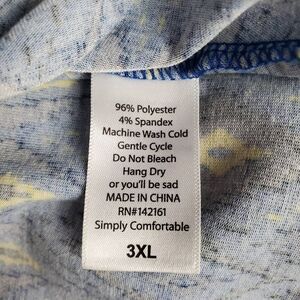 96% Polyester
4% Spandex
Machine Wash Cold
Gentle Cycle
Do Not Bleach
Hang Dry
or you'll be sad
MADE IN CHINA
RN#142161
Simply Comfortable
3XL